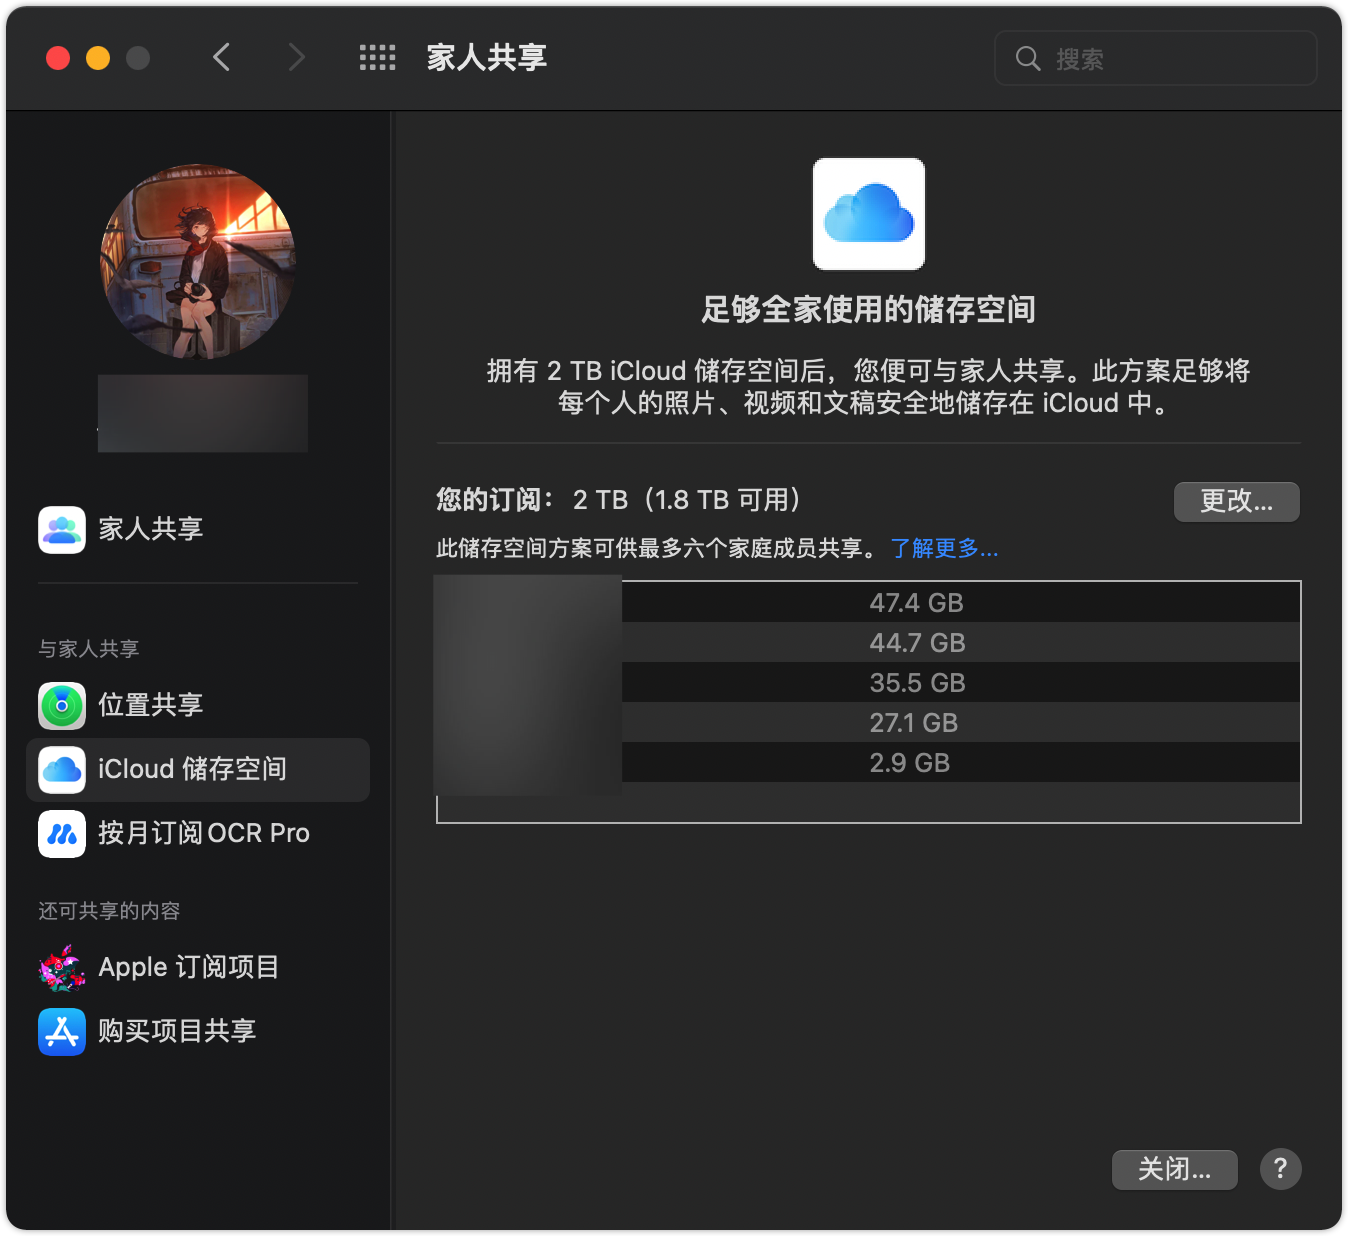 家人共享
搜索
家人共享
与家人共享
位置共享
iCloud 储存空间
按月订阅OCR Pro
还可共享的内容
Apple 订阅项目
购买项目共享
足够全家使用的储存空间
拥有 2 TB iCloud 储存空间后，您便可与家人共享。此方案足够将
每个人的照片、视频和文稿安全地储存在 iCloud 中。
您的订阅： 2 TB（1.8 TB 可用）
更改...
此储存空间方案可供最多六个家庭成员共享。 了解更多...
47.4 GB
44.7 GB
35.5 GB
27.1 GB
2.9 GB
关闭...
?